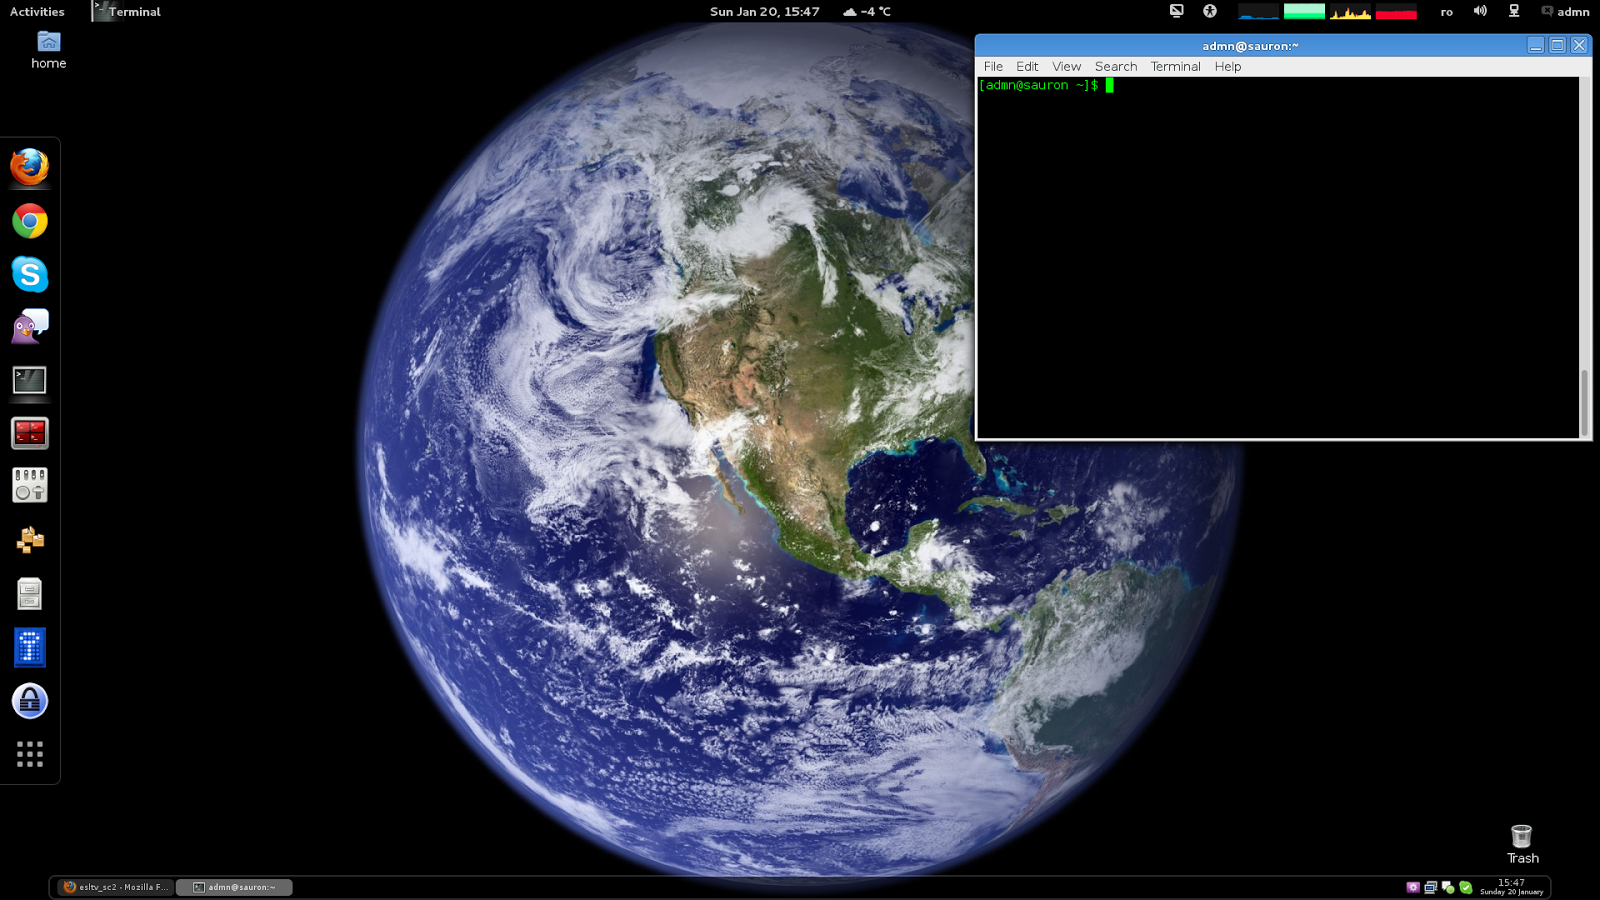 Activities
Terminal
Sun Jan 20, 15:47
-4 °C
ro
admn
home
admn@sauron:~
File Edit View Search Terminal Help
[admn@sauron ~]$
Trash
esltv_sc2 - Mozilla F...
admn@sauron:~
15:47
Sunday 20 January